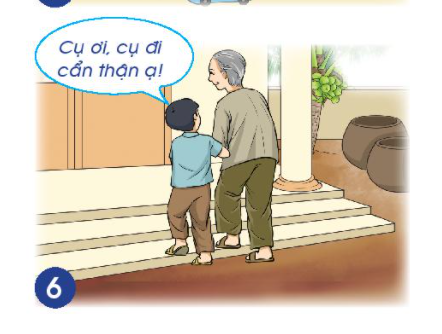 Cụ ơi, cụ đi
cẩn thận ạ!
6